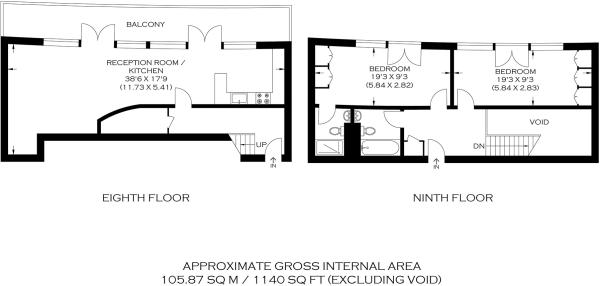 BALCONY
RECEPTION ROOM /
KITCHEN
38'6 X 17'9
(11.73 X 5.41)
UP
IN
EIGHTH FLOOR
BEDROOM
19'3 X 9'3
(5.84 X 2.82)
BEDROOM
19'3 X 9'3
(5.84 X 2.83)
VOID
DN
IN
NINTH FLOOR
APPROXIMATE GROSS INTERNAL AREA
105.87 SQ M / 1140 SQ FT (EXCLUDING VOID)